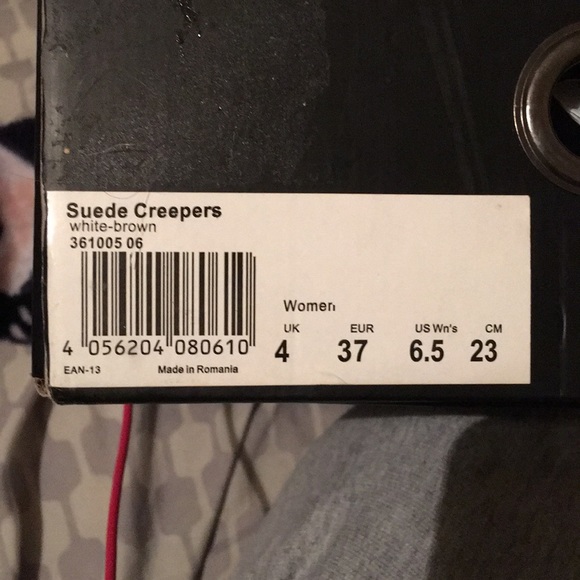 Suede Creepers
white-brown
361005 06
Women
UK EUR US Wn's CM
4 37 6.5 23
4 056204 080610
EAN-13 Made in Romania